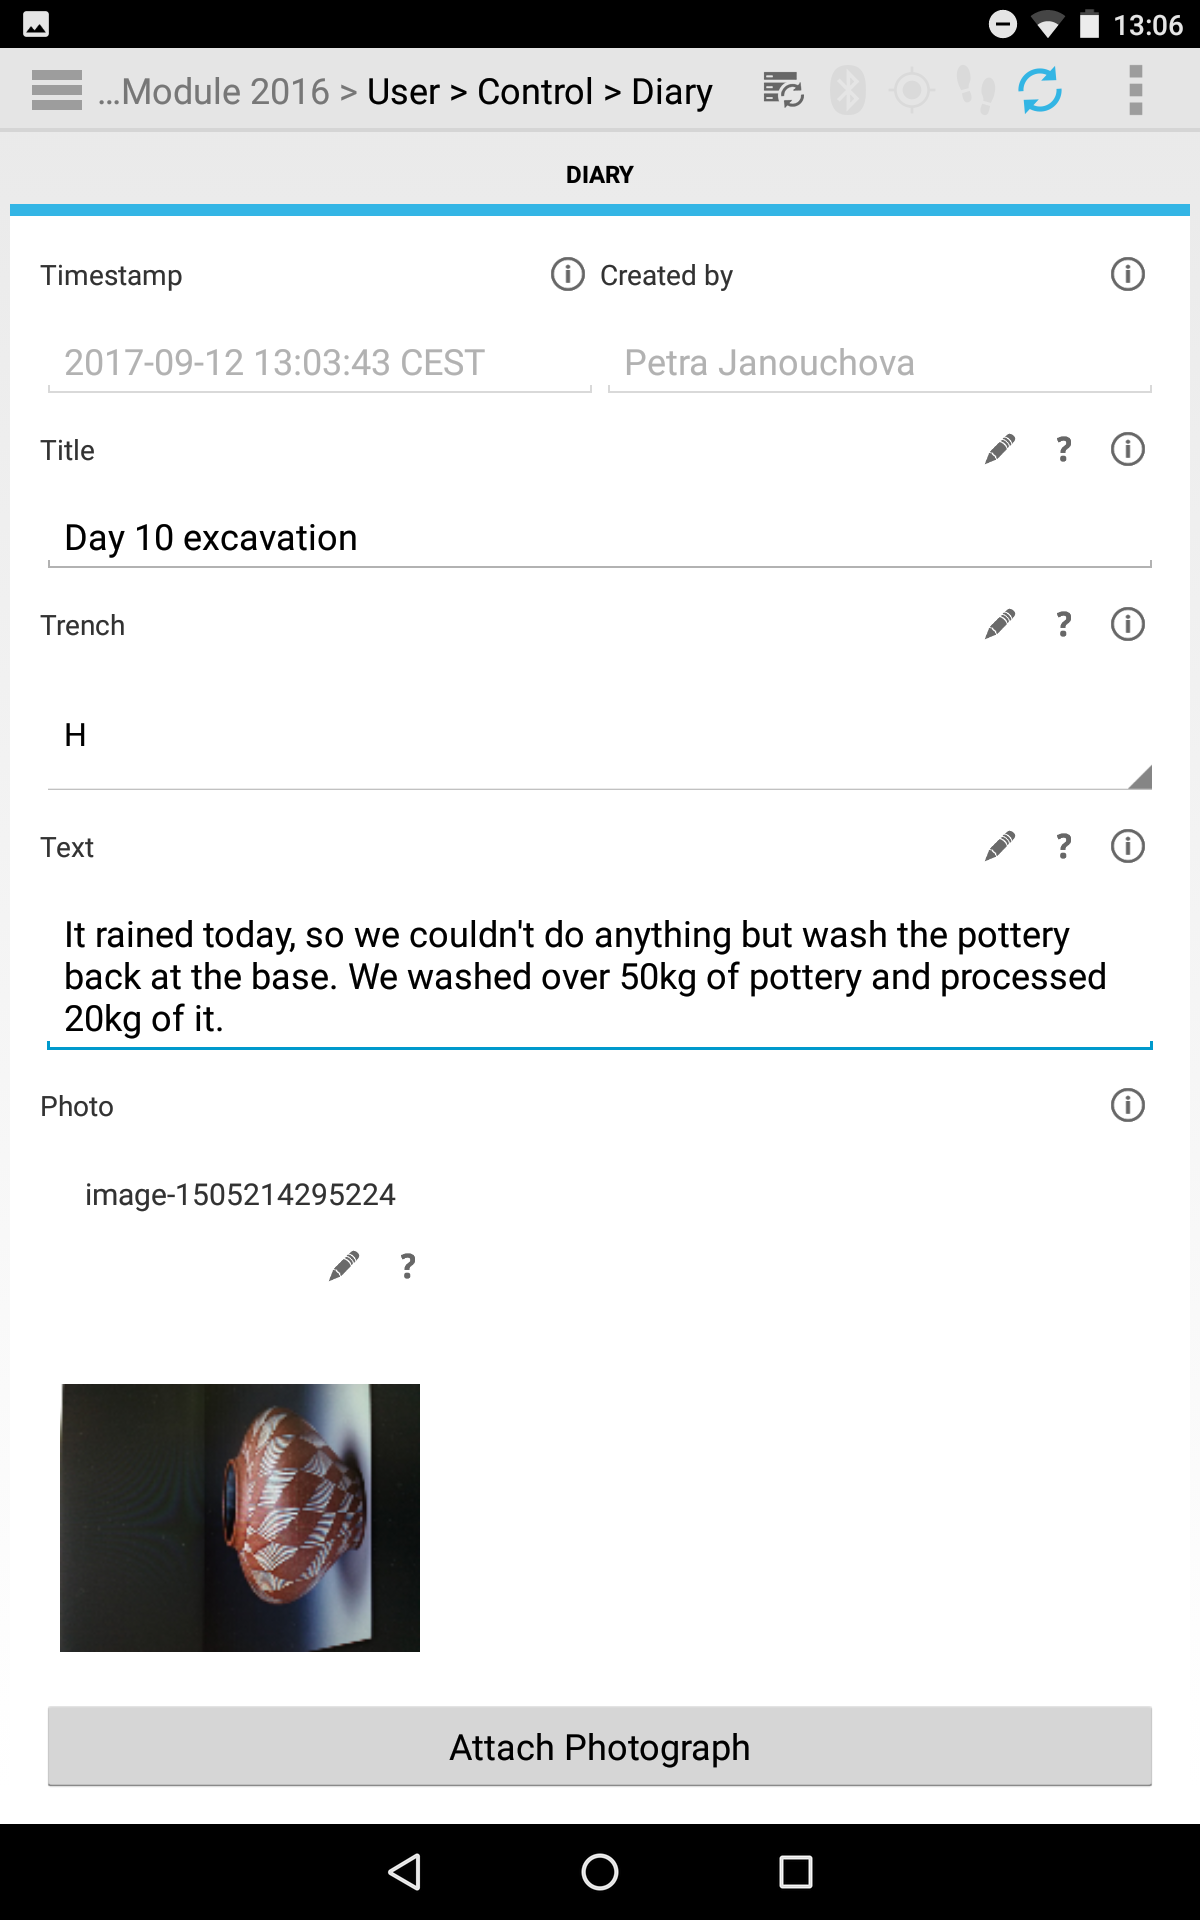 13:06
...Module 2016 > User > Control > Diary
DIARY
Timestamp
Created by
2017-09-12 13:03:43 CEST
Petra Janouchova
Title
?
Day 10 excavation
Trench
?
H
Text
?
It rained today, so we couldn't do anything but wash the pottery
back at the base. We washed over 50kg of pottery and processed
20kg of it.
Photo
image-1505214295224
?
Attach Photograph